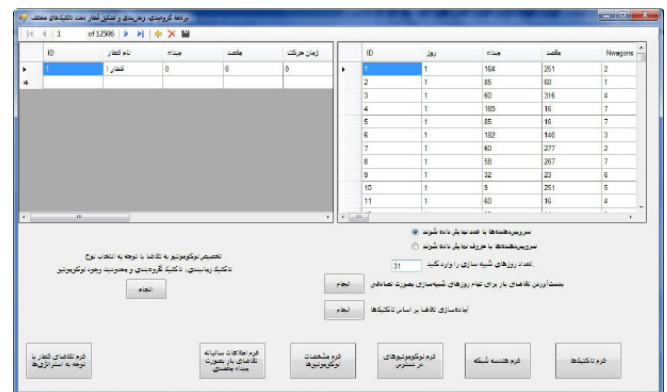 برنامه گروه‌بندی، زمان‌بندی و تشکیل قطار تحت تاکتیک‌های مختلف
1 of 12506
ID نام قطار مبداء مقصد زمان حرکت
1 قطار ۱ 0 0 0
ID روز مبداء مقصد Nwagons
1 1 164 251 2
2 1 85 60 1
3 1 60 316 4
4 1 165 16 7
5 1 85 16 7
6 1 182 140 3
7 1 60 277 2
8 1 58 267 7
9 1 32 23 6
10 1 9 251 5
11 1 60 16 4
سرویس‌دهنده‌ها با عدد نمایش داده شوند
سرویس‌دهنده‌ها با حروف نمایش داده شوند
تعداد روزهای شبیه سازی را وارد کنید.
31
تخصیص لوکوموتیو به تقاضا با توجه به انتخاب نوع
تاکتیک زمانبندی، تاکتیک گروه‌بندی و محدودیت وجود لوکوموتیو
انجام
بدست‌آوردن تقاضای بار برای تمام روزهای شبیه‌سازی بصورت تصادفی
انجام
آماده‌سازی تقاضا بر اساس تاکتیک‌ها
انجام
فرم تاکتیک‌ها
فرم هندسه شبکه
فرم لوکوموتیوهای در دسترس
فرم مشخصات لوکوموتیوها
فرم اطلاعات سالیانه تقاضای بار بصورت مبداء مقصدی
فرم تقاضای قطار با توجه به استراتژی‌ها